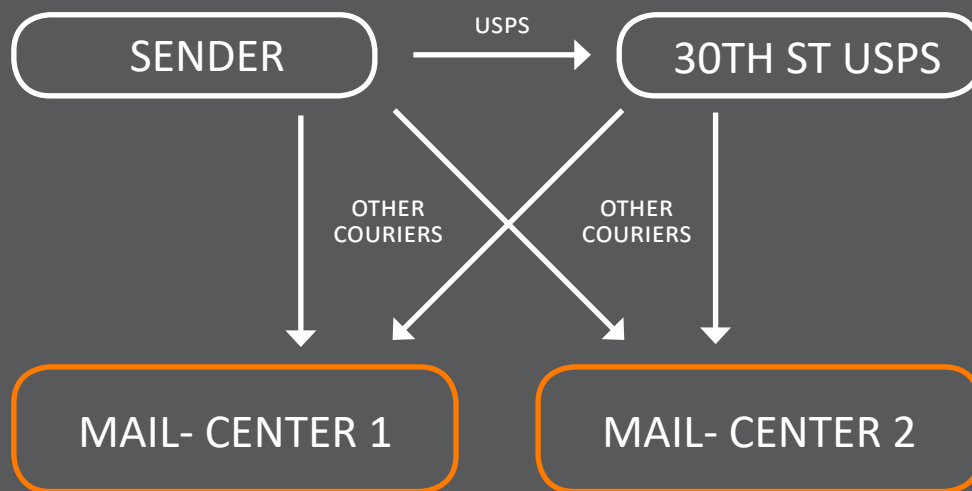 USPS
SENDER
30TH ST USPS
OTHER
COURIERS
OTHER
COURIERS
MAIL- CENTER 1
MAIL- CENTER 2